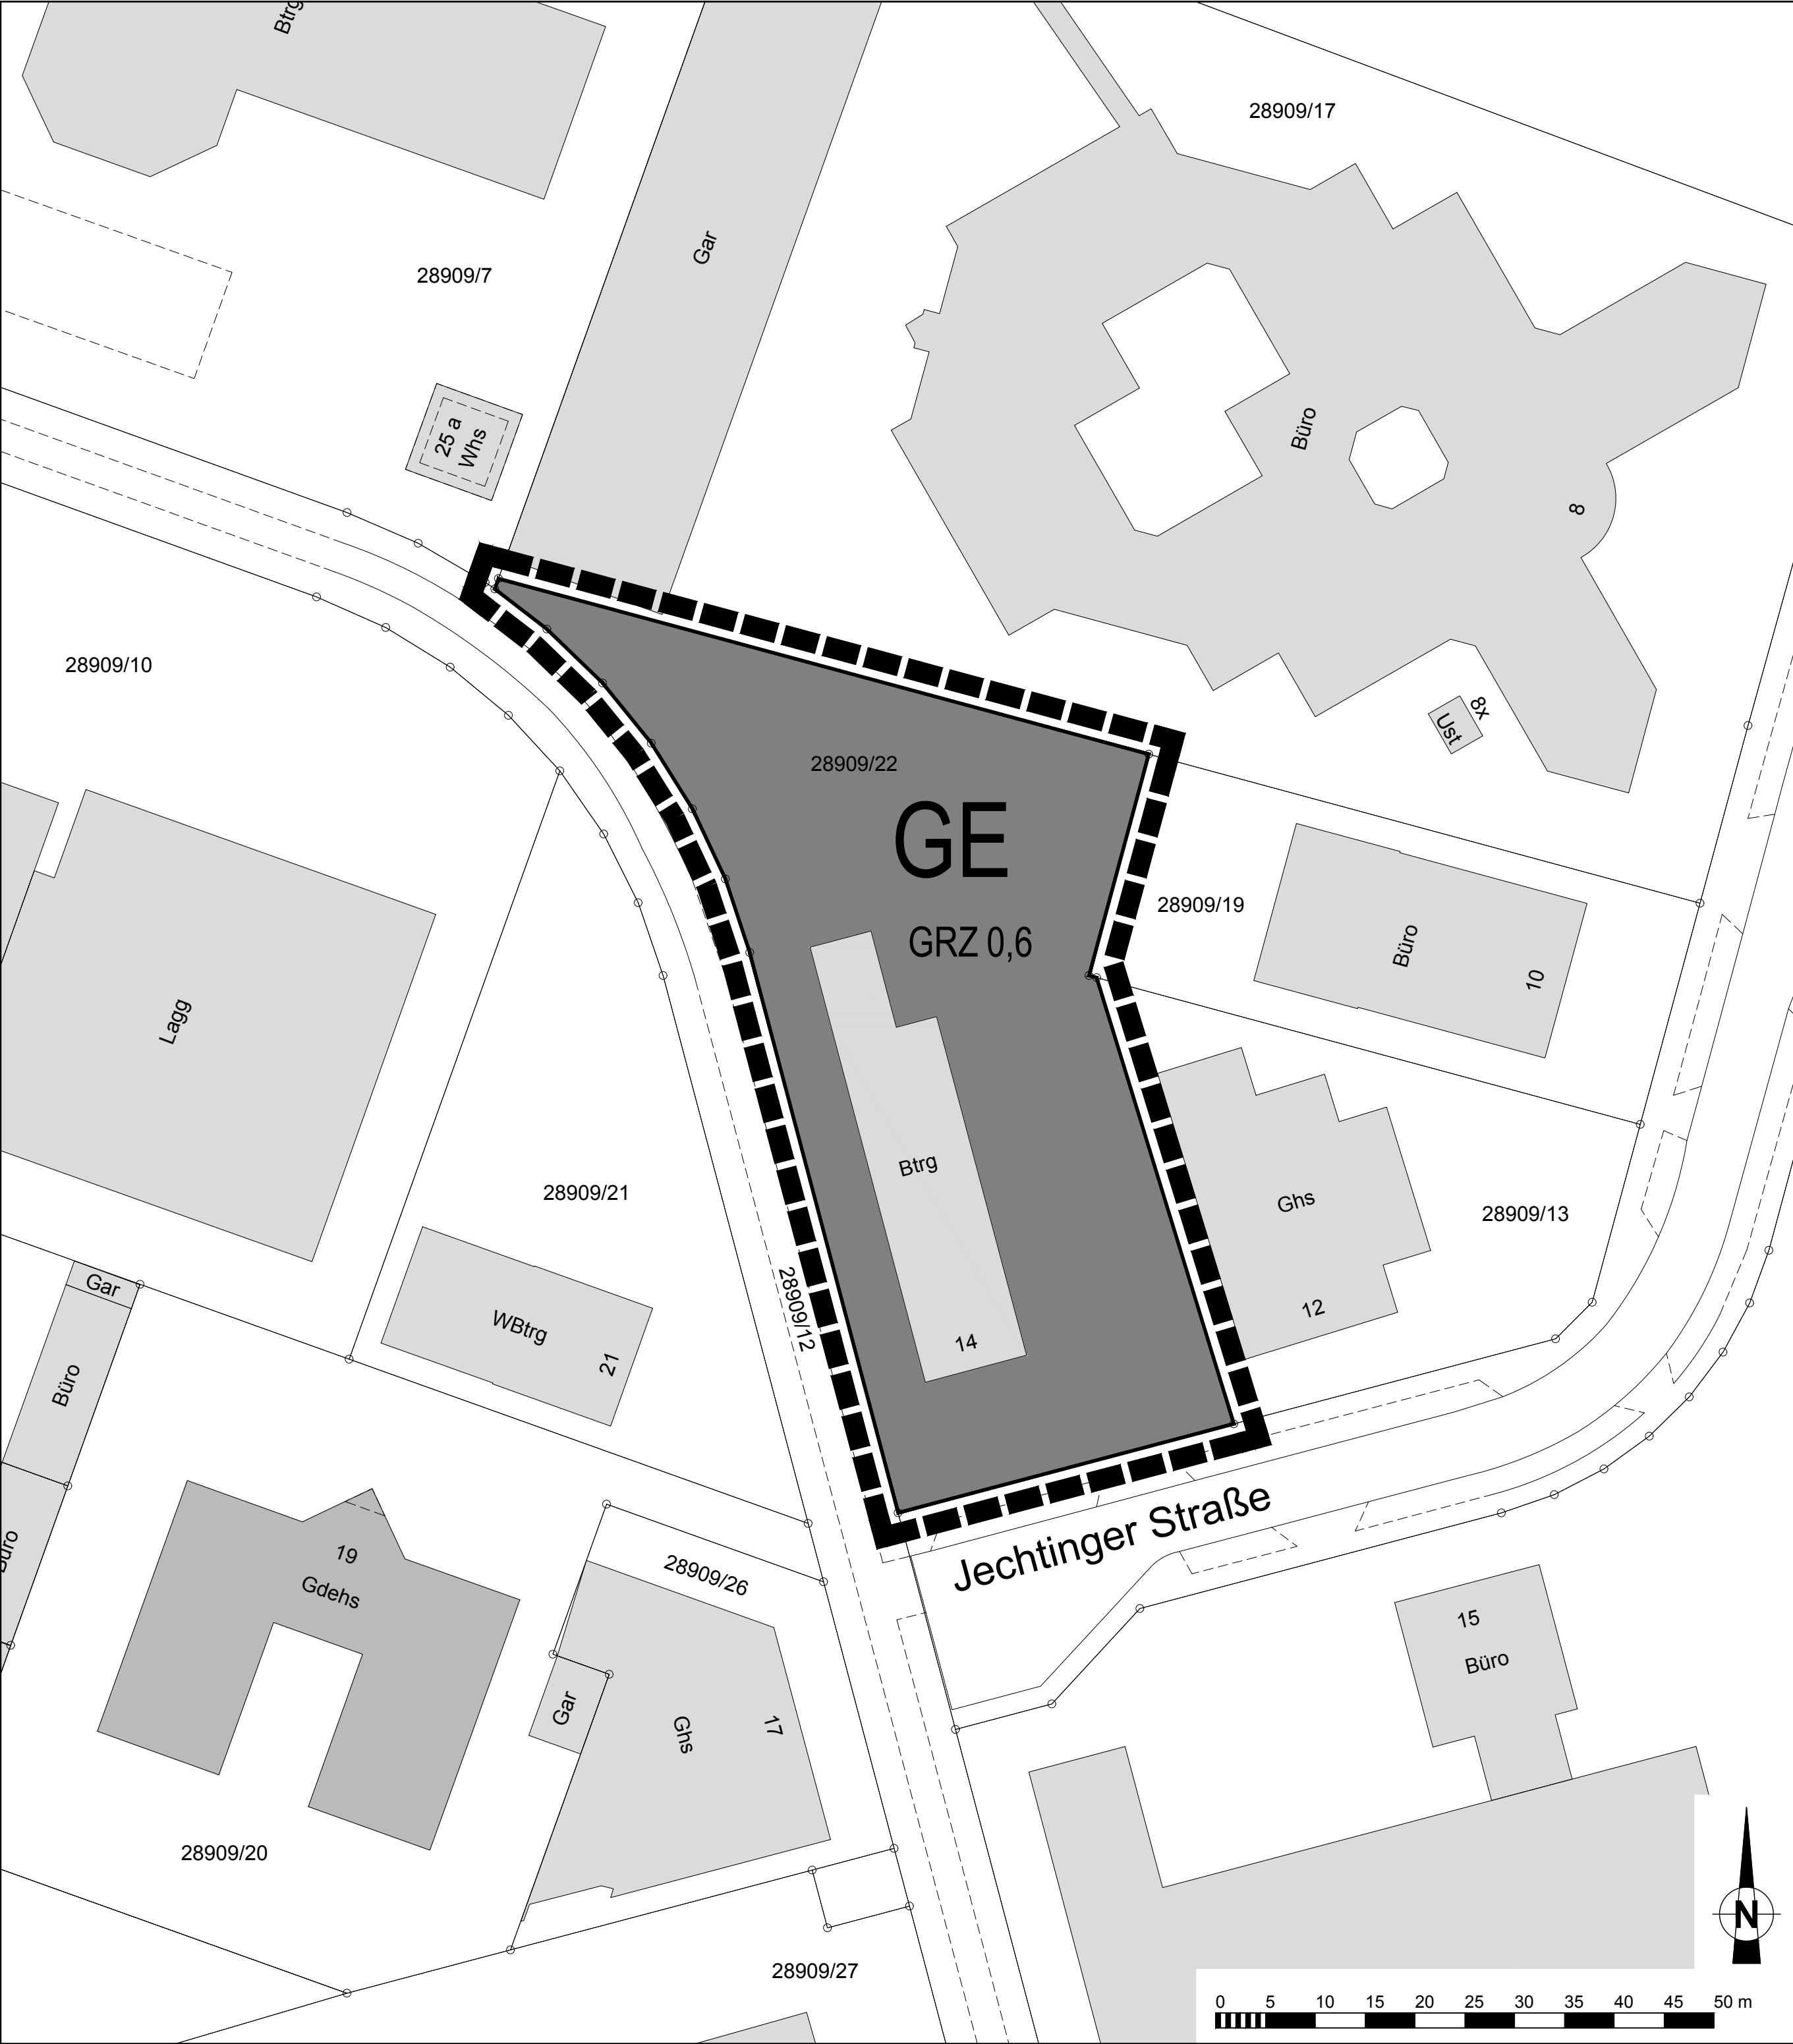 Btrg
28909/17
Gar
28909/7
25 a
Whs
Büro
8
28909/10
8x
Ust
28909/22
GE
28909/19
GRZ 0,6
Büro
10
Lagg
Btrg
28909/21
Ghs
28909/13
Gar
28909/12
12
WBtrg
21
14
Büro
Jechtinger Straße
19
Gdehs
28909/26
15
Büro
Gar
Ghs
17
28909/20
N
28909/27
0 5 10 15 20 25 30 35 40 45 50 m